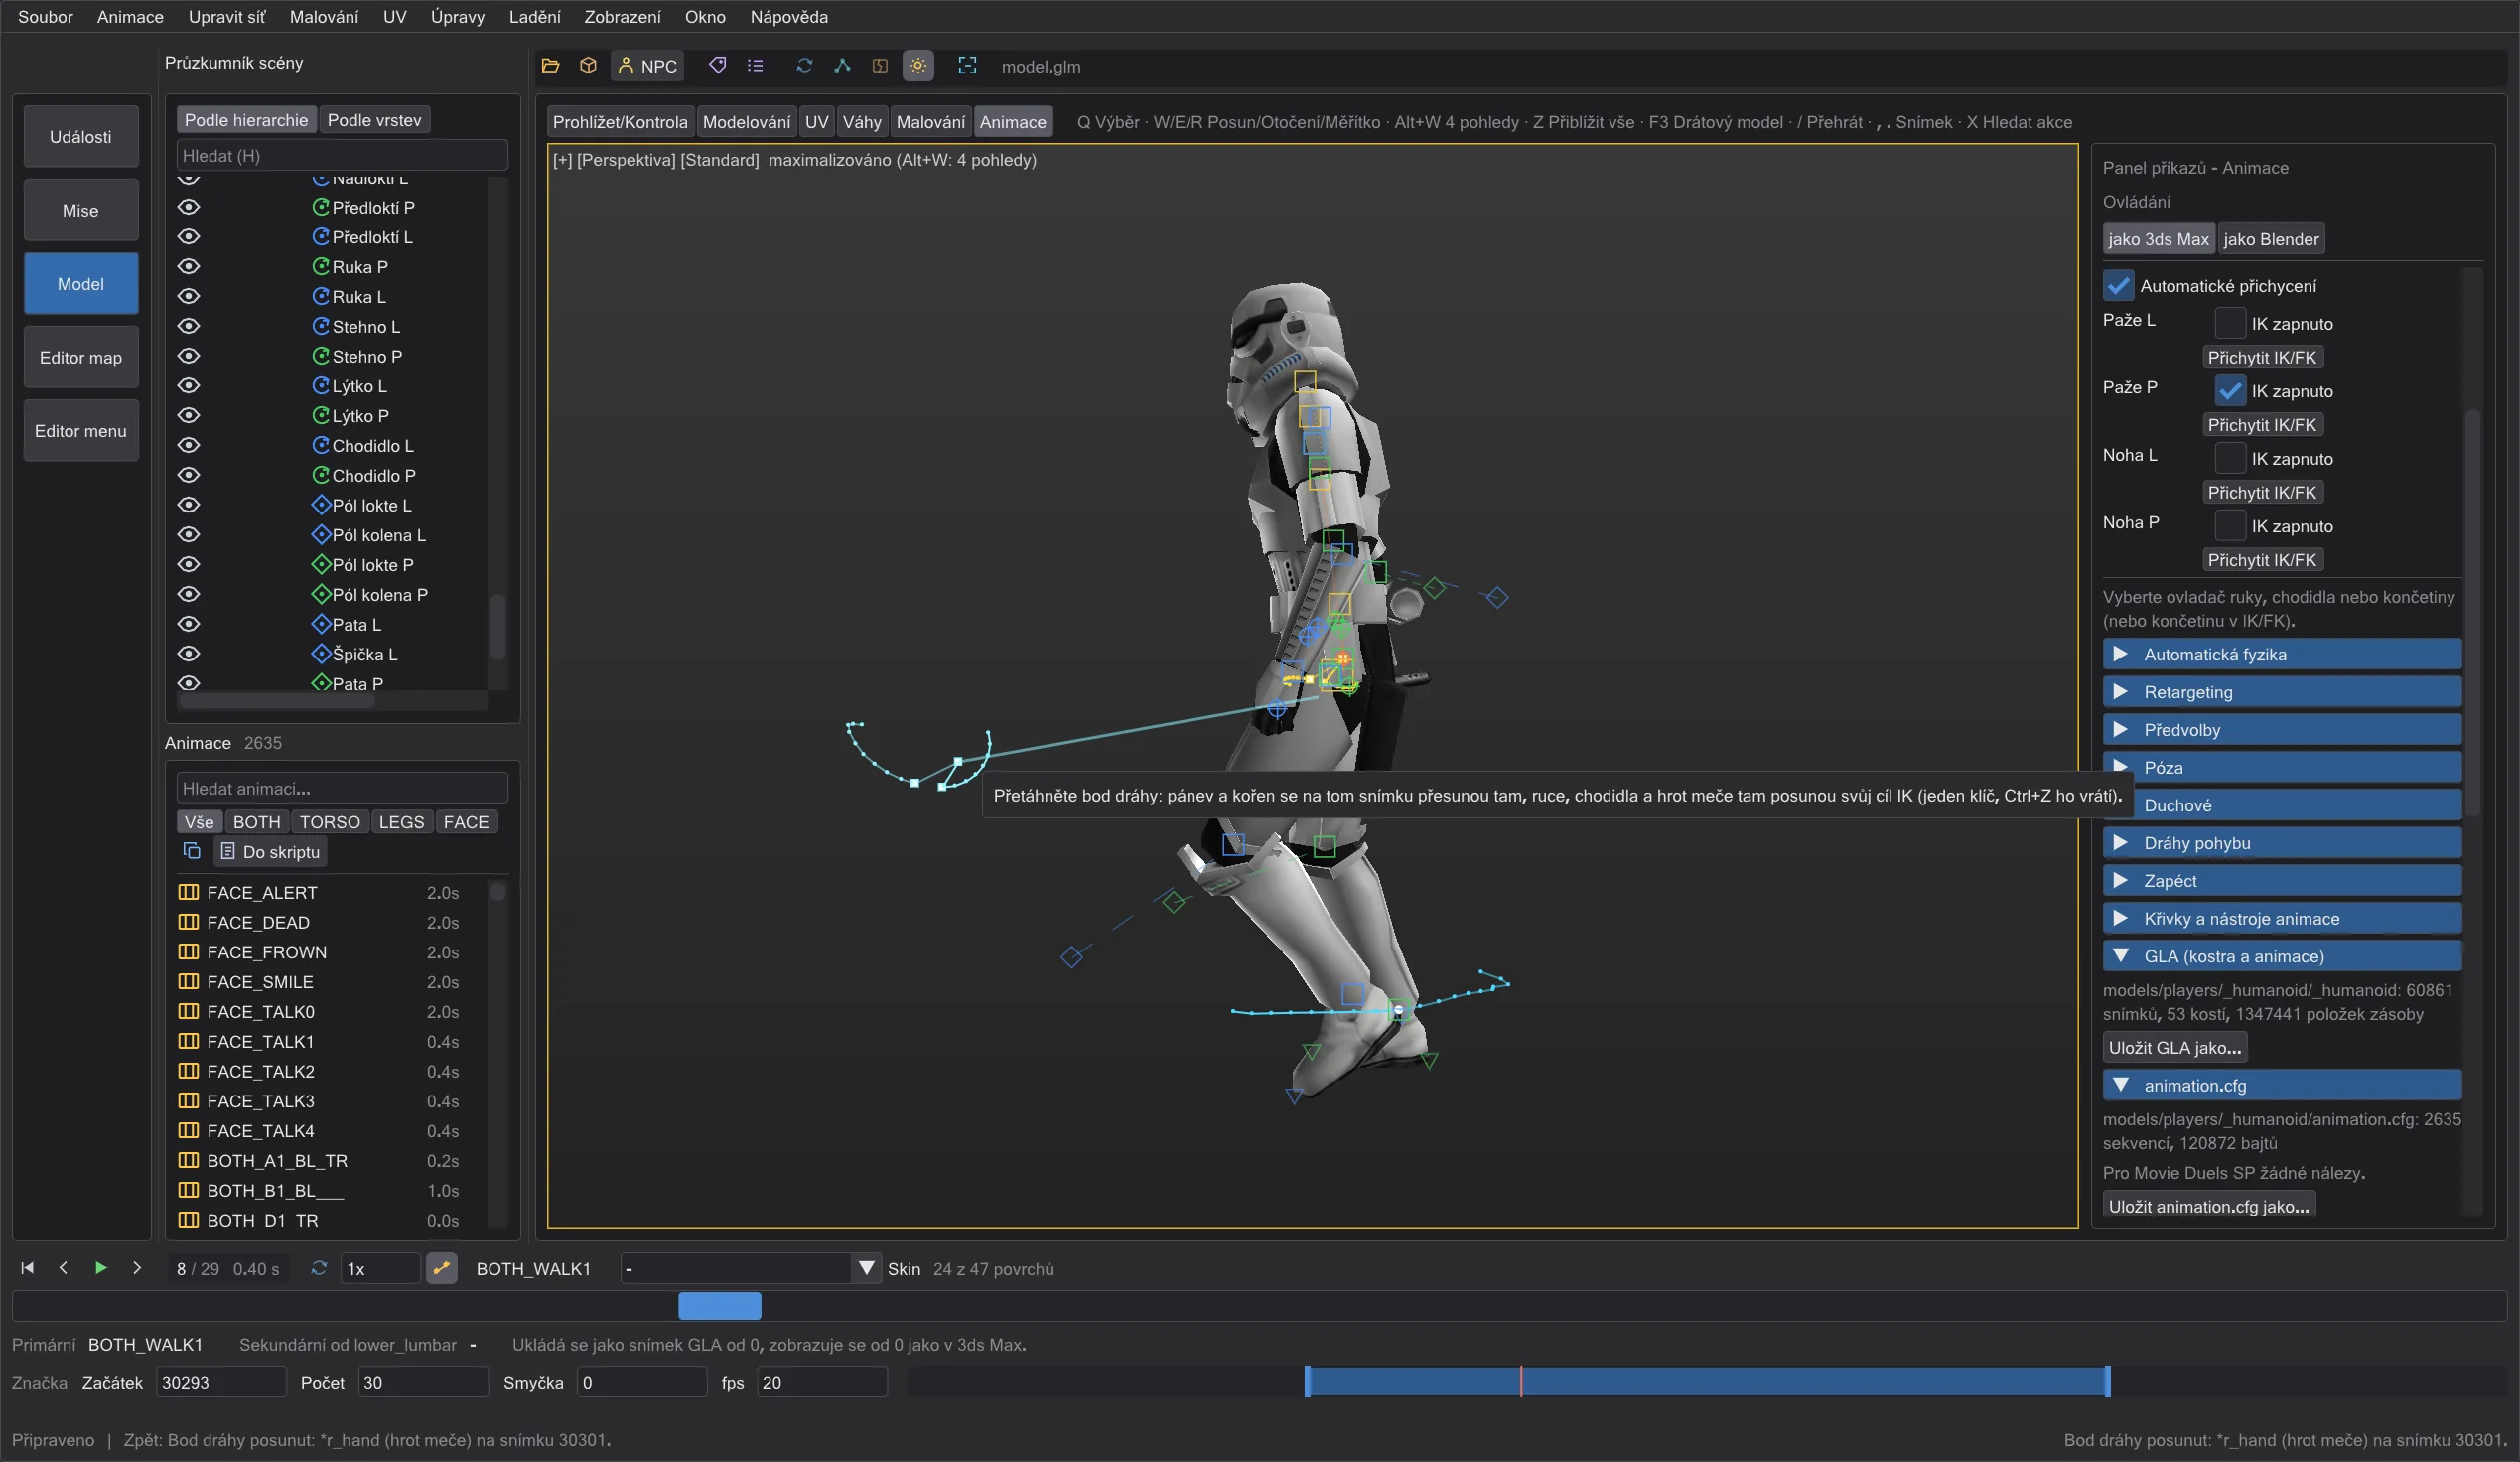 Soubor Animace Upravit síť Malování UV Úpravy Ladění Zobrazení Okno Nápověda
Průzkumník scény
NPC
model.glm
Události
Mise
Model
Editor map
Editor menu
Podle hierarchie Podle vrstev
Hledat (H)
Nadloktí L
Předloktí P
Předloktí L
Ruka P
Ruka L
Stehno L
Stehno P
Lýtko L
Lýtko P
Chodidlo L
Chodidlo P
Pól lokte L
Pól kolena L
Pól lokte P
Pól kolena P
Pata L
Špička L
Pata P
Animace 2635
Hledat animaci...
Vše BOTH TORSO LEGS FACE
Do skriptu
FACE_ALERT 2.0s
FACE_DEAD 2.0s
FACE_FROWN 2.0s
FACE_SMILE 2.0s
FACE_TALK0 2.0s
FACE_TALK1 0.4s
FACE_TALK2 0.4s
FACE_TALK3 0.4s
FACE_TALK4 0.4s
BOTH_A1_BL_TR 0.2s
BOTH_B1_BL___ 1.0s
BOTH_D1_TR 0.0s
Prohlížet/Kontrola Modelování UV Váhy Malování Animace Q Výběr · W/E/R Posun/Otočení/Měřítko · Alt+W 4 pohledy · Z Přiblížit vše · F3 Drátový model · / Přehrát · , . Snímek · X Hledat akce
[+] [Perspektiva] [Standard] maximalizováno (Alt+W: 4 pohledy)
Přetáhněte bod dráhy: pánev a kořen se na tom snímku přesunou tam, ruce, chodidla a hrot meče tam posunou svůj cíl IK (jeden klíč, Ctrl+Z ho vrátí).
Panel příkazů - Animace
Ovládání
jako 3ds Max jako Blender
Automatické přichycení
Paže L IK zapnuto
Přichytit IK/FK
Paže P IK zapnuto
Přichytit IK/FK
Noha L IK zapnuto
Přichytit IK/FK
Noha P IK zapnuto
Přichytit IK/FK
Vyberte ovladač ruky, chodidla nebo končetiny
(nebo končetinu v IK/FK).
Automatická fyzika
Retargeting
Předvolby
Póza
Duchové
Dráhy pohybu
Zapéct
Křivky a nástroje animace
GLA (kostra a animace)
models/players/_humanoid/_humanoid: 60861
snímků, 53 kostí, 1347441 položek zásoby
Uložit GLA jako...
animation.cfg
models/players/_humanoid/animation.cfg: 2635
sekvencí, 120872 bajtů
Pro Movie Duels SP žádné nálezy.
Uložit animation.cfg jako...
8 / 29 0.40 s 1x BOTH_WALK1 - Skin 24 z 47 povrchů
Primární BOTH_WALK1 Sekundární od lower_lumbar - Ukládá se jako snímek GLA od 0, zobrazuje se od 0 jako v 3ds Max.
Značka Začátek 30293 Počet 30 Smyčka 0 fps 20
Připraveno | Zpět: Bod dráhy posunut: *r_hand (hrot meče) na snímku 30301.
Bod dráhy posunut: *r_hand (hrot meče) na snímku 30301.